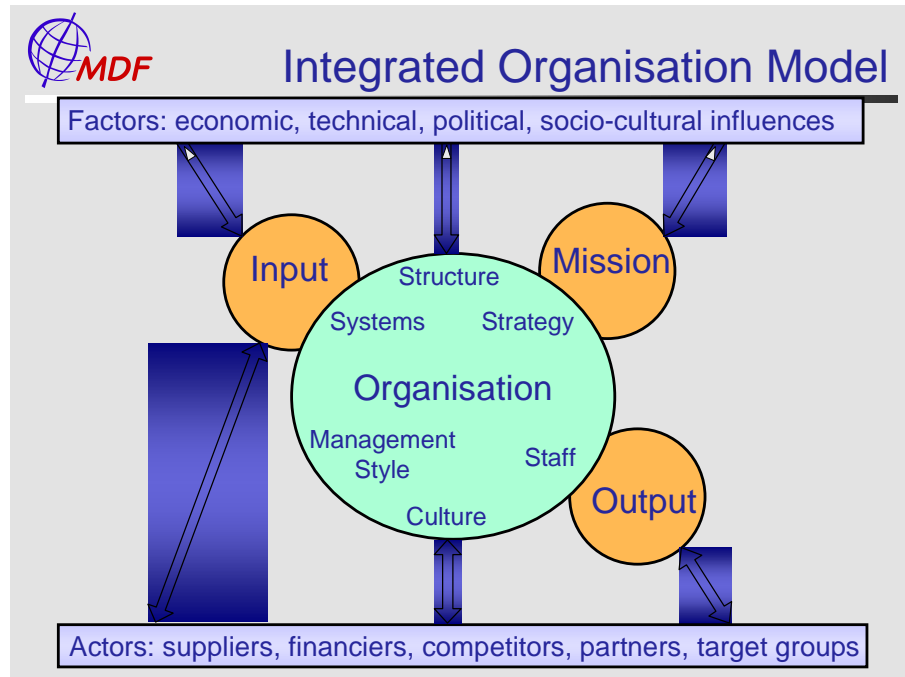 MDF
Integrated Organisation Model
Factors: economic, technical, political, socio-cultural influences
Input
Mission
Structure
Systems
Strategy
Organisation
Management
Style
Staff
Output
Culture
Actors: suppliers, financiers, competitors, partners, target groups